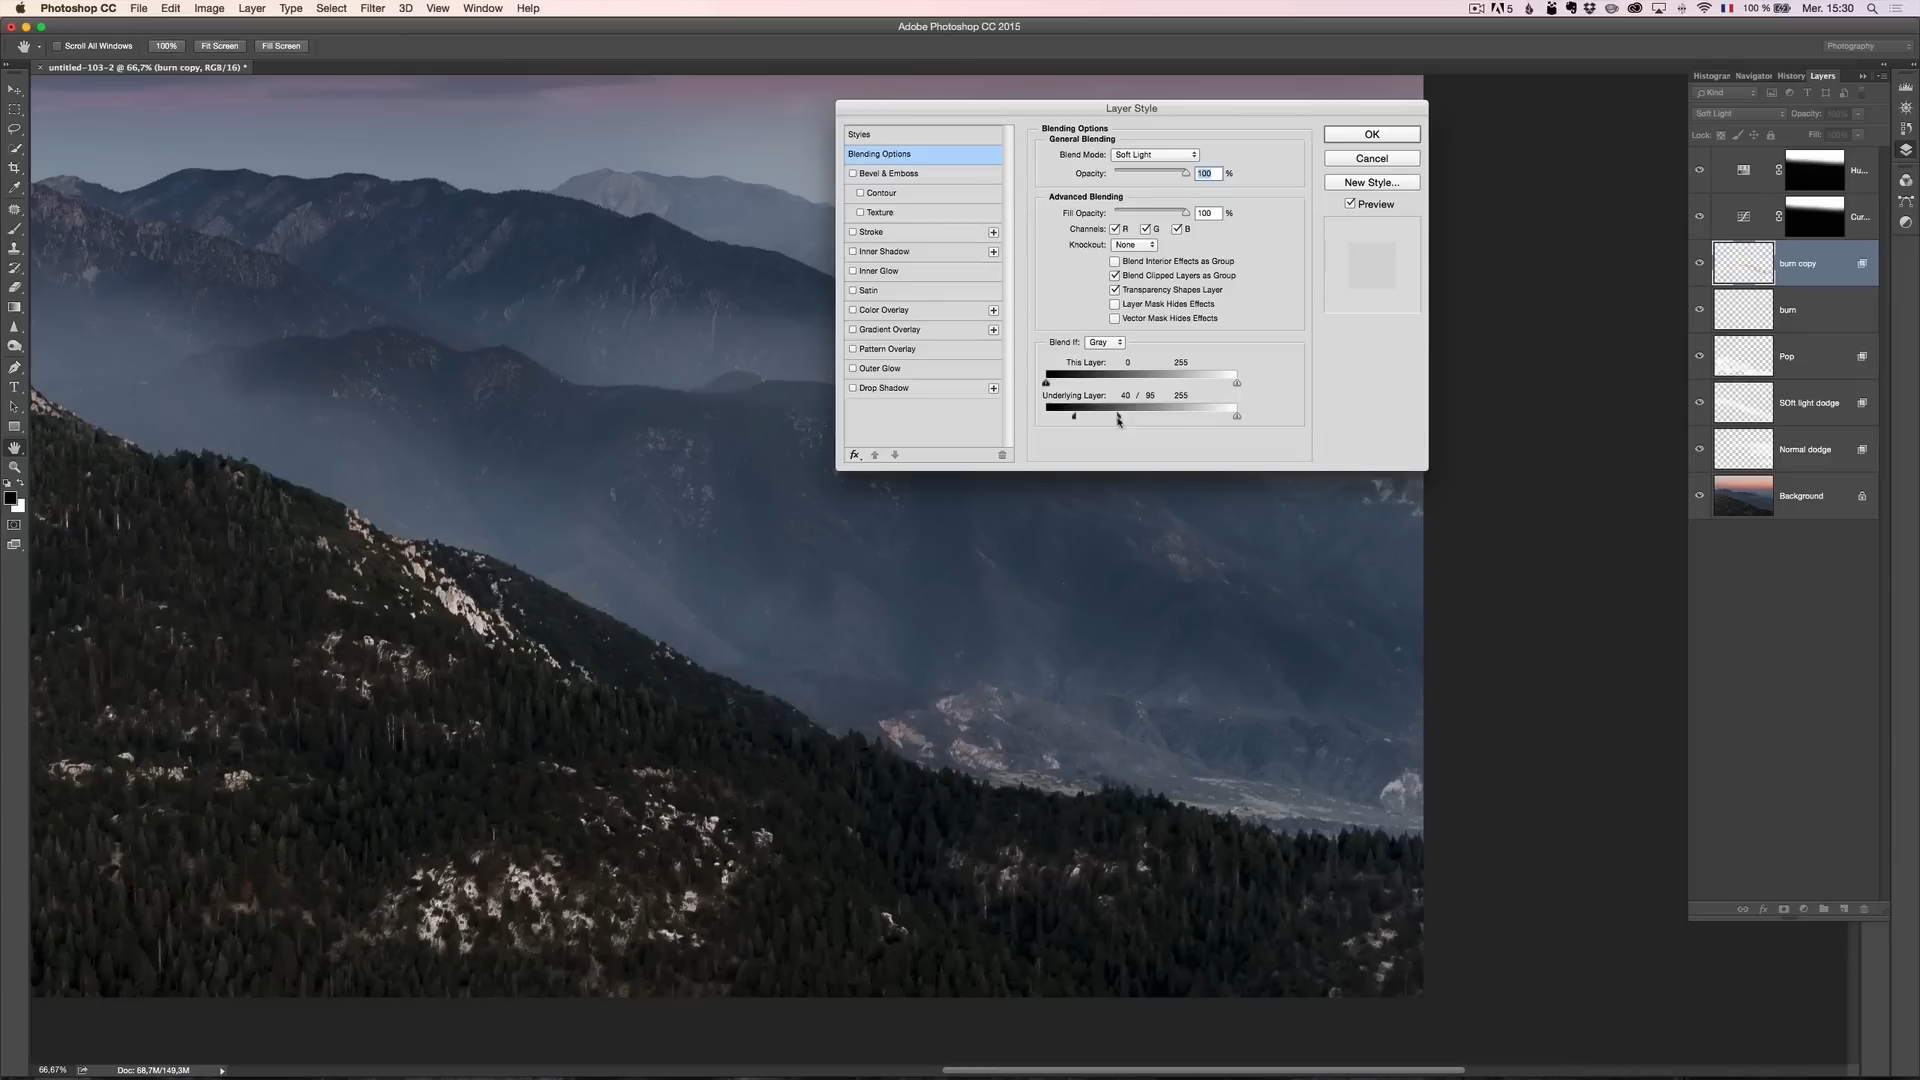 Photoshop CC File Edit Image Layer Type Select Filter 3D View Window Help 5 100 % Mer. 15:30
Adobe Photoshop CC 2015
Scroll All Windows 100% Fit Screen Fill Screen Photography
untitled-103-2 @ 66,7% (burn copy, RGB/16) *
Histogran Navigator History Layers
Kind
Soft Light Opacity: 100%
Lock: Fill: 100%
Hu...
Cur...
burn copy
burn
Pop
SOft light dodge
Normal dodge
Background
Layer Style
Styles
Blending Options
Bevel & Emboss
Contour
Texture
Stroke
Inner Shadow
Inner Glow
Satin
Color Overlay
Gradient Overlay
Pattern Overlay
Outer Glow
Drop Shadow
fx
Blending Options
General Blending
Blend Mode: Soft Light
Opacity: 100 %
Advanced Blending
Fill Opacity: 100 %
Channels: R G B
Knockout: None
Blend Interior Effects as Group
Blend Clipped Layers as Group
Transparency Shapes Layer
Layer Mask Hides Effects
Vector Mask Hides Effects
Blend If: Gray
This Layer: 0 255
Underlying Layer: 40 / 95 255
OK
Cancel
New Style...
Preview
fx
66,67% Doc: 68,7M/149,3M